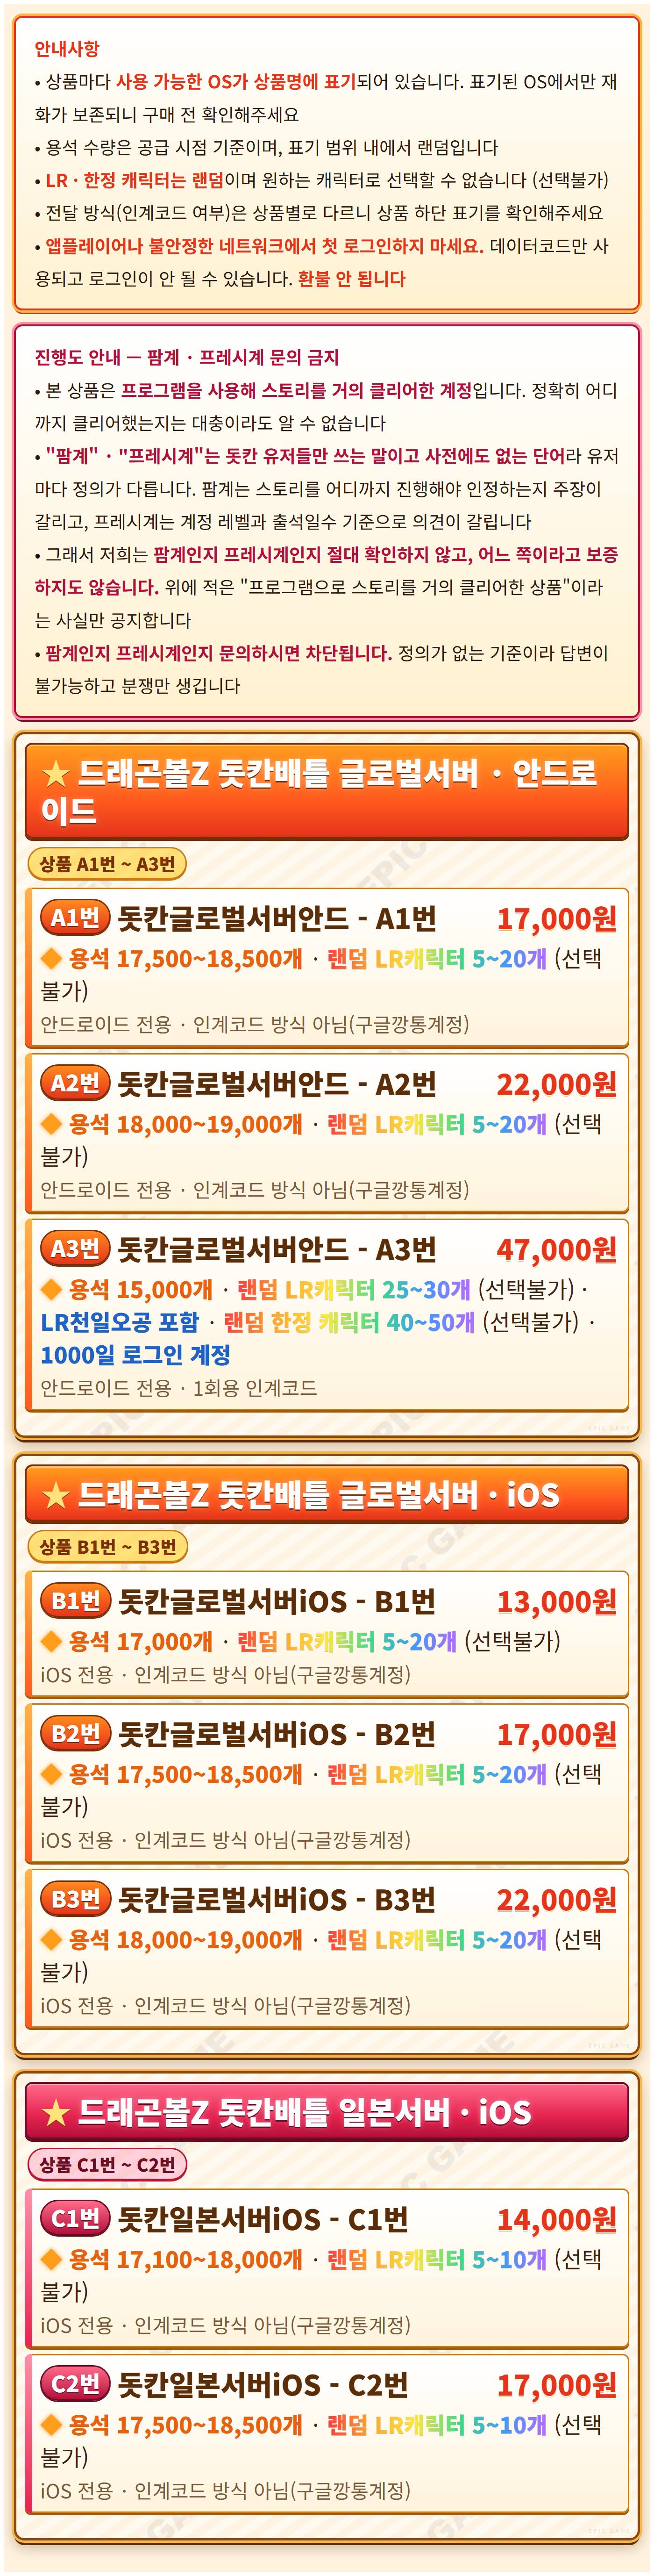 안내사항
• 상품마다 사용 가능한 OS가 상품명에 표기되어 있습니다. 표기된 OS에서만 재
화가 보존되니 구매 전 확인해주세요
• 용석 수량은 공급 시점 기준이며, 표기 범위 내에서 랜덤입니다
• LR · 한정 캐릭터는 랜덤이며 원하는 캐릭터로 선택할 수 없습니다 (선택불가)
• 전달 방식(인계코드 여부)은 상품별로 다르니 상품 하단 표기를 확인해주세요
• 앱플레이어나 불안정한 네트워크에서 첫 로그인하지 마세요. 데이터코드만 사
용되고 로그인이 안 될 수 있습니다. 환불 안 됩니다
진행도 안내 — 팜계 · 프레시계 문의 금지
• 본 상품은 프로그램을 사용해 스토리를 거의 클리어한 계정입니다. 정확히 어디
까지 클리어했는지는 대충이라도 알 수 없습니다
• "팜계" · "프레시계"는 돗칸 유저들만 쓰는 말이고 사전에도 없는 단어라 유저
마다 정의가 다릅니다. 팜계는 스토리를 어디까지 진행해야 인정하는지 주장이
갈리고, 프레시계는 계정 레벨과 출석일수 기준으로 의견이 갈립니다
• 그래서 저희는 팜계인지 프레시계인지 절대 확인하지 않고, 어느 쪽이라고 보증
하지도 않습니다. 위에 적은 "프로그램으로 스토리를 거의 클리어한 상품"이라
는 사실만 공지합니다
• 팜계인지 프레시계인지 문의하시면 차단됩니다. 정의가 없는 기준이라 답변이
불가능하고 분쟁만 생깁니다
★ 드래곤볼Z 돗칸배틀 글로벌서버 · 안드로
이드
상품 A1번 ~ A3번
A1번 돗칸글로벌서버안드 - A1번 17,000원
용석 17,500~18,500개 · 랜덤 LR캐릭터 5~20개 (선택
불가)
안드로이드 전용 · 인계코드 방식 아님(구글깡통계정)
A2번 돗칸글로벌서버안드 - A2번 22,000원
용석 18,000~19,000개 · 랜덤 LR캐릭터 5~20개 (선택
불가)
안드로이드 전용 · 인계코드 방식 아님(구글깡통계정)
A3번 돗칸글로벌서버안드 - A3번 47,000원
용석 15,000개 · 랜덤 LR캐릭터 25~30개 (선택불가) ·
LR천일오공 포함 · 랜덤 한정 캐릭터 40~50개 (선택불가) ·
1000일 로그인 계정
안드로이드 전용 · 1회용 인계코드
EPIC GAME
★ 드래곤볼Z 돗칸배틀 글로벌서버 · iOS
상품 B1번 ~ B3번
B1번 돗칸글로벌서버iOS - B1번 13,000원
용석 17,000개 · 랜덤 LR캐릭터 5~20개 (선택불가)
iOS 전용 · 인계코드 방식 아님(구글깡통계정)
B2번 돗칸글로벌서버iOS - B2번 17,000원
용석 17,500~18,500개 · 랜덤 LR캐릭터 5~20개 (선택
불가)
iOS 전용 · 인계코드 방식 아님(구글깡통계정)
B3번 돗칸글로벌서버iOS - B3번 22,000원
용석 18,000~19,000개 · 랜덤 LR캐릭터 5~20개 (선택
불가)
iOS 전용 · 인계코드 방식 아님(구글깡통계정)
EPIC GAME
★ 드래곤볼Z 돗칸배틀 일본서버 · iOS
상품 C1번 ~ C2번
C1번 돗칸일본서버iOS - C1번 14,000원
용석 17,100~18,000개 · 랜덤 LR캐릭터 5~10개 (선택
불가)
iOS 전용 · 인계코드 방식 아님(구글깡통계정)
C2번 돗칸일본서버iOS - C2번 17,000원
용석 17,500~18,500개 · 랜덤 LR캐릭터 5~10개 (선택
불가)
iOS 전용 · 인계코드 방식 아님(구글깡통계정)
EPIC GAME